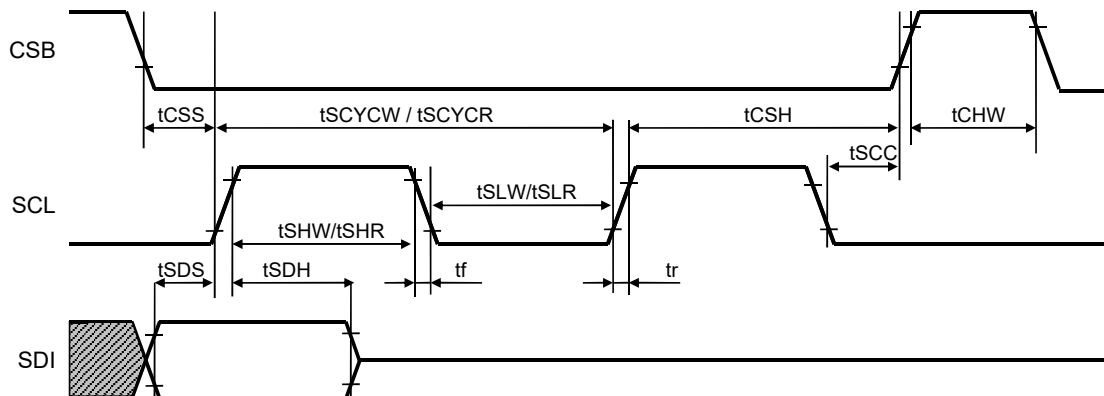 CSB
tCSS
tSCYCW / tSCYCR
tCSH
tCHW
tSCC
SCL
tSLW/tSLR
tSHW/tSHR
tSDS
tSDH
tf
tr
SDI